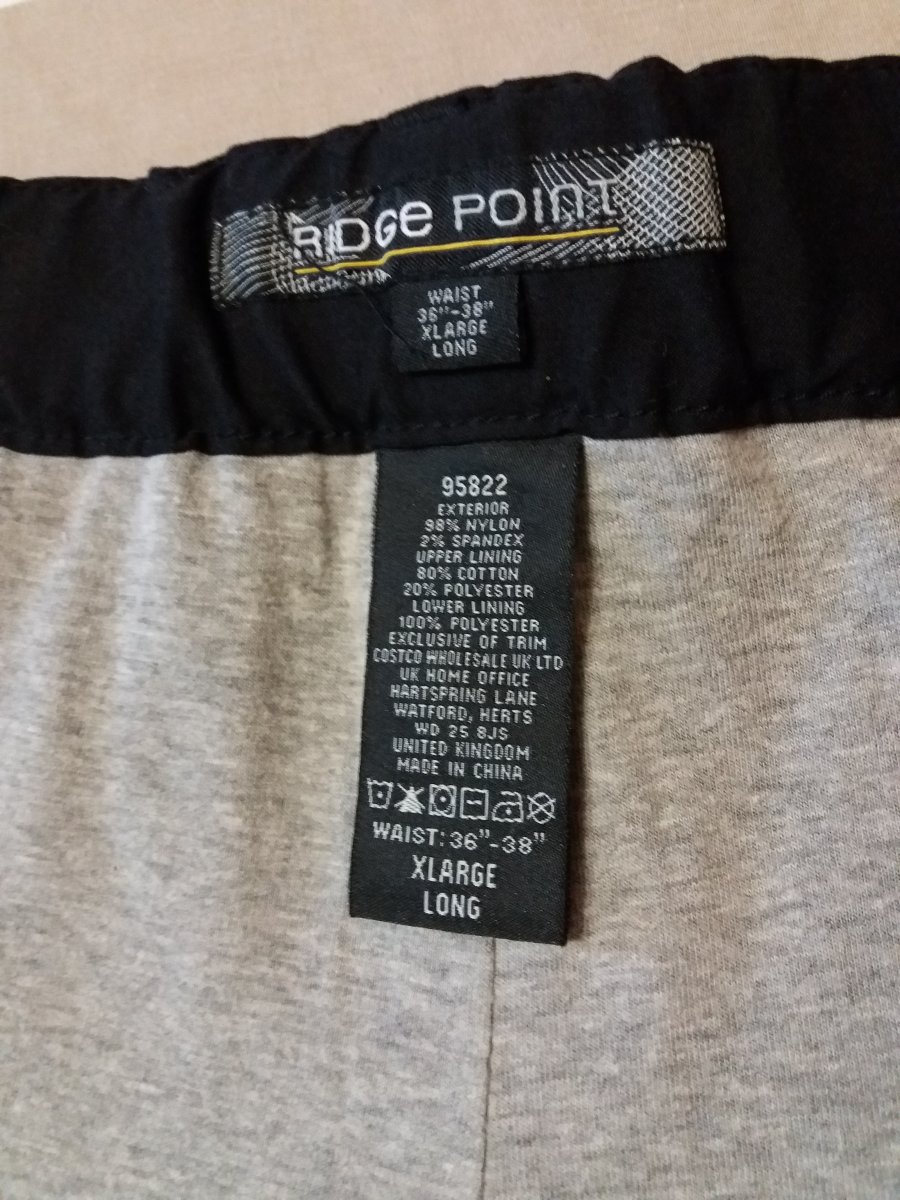 RIDGe POInT
WAIST
36"-38"
XLARGE
LONG
95822
EXTERIOR
98% NYLON
2% SPANDEX
UPPER LINING
80% COTTON
20% POLYESTER
LOWER LINING
100% POLYESTER
EXCLUSIVE OF TRIM
COSTCO WHOLESALE UK LTD
UK HOME OFFICE
HARTSPRING LANE
WATFORD, HERTS
WD 25 8JS
UNITED KINGDOM
MADE IN CHINA
WAIST: 36"-38"
XLARGE
LONG